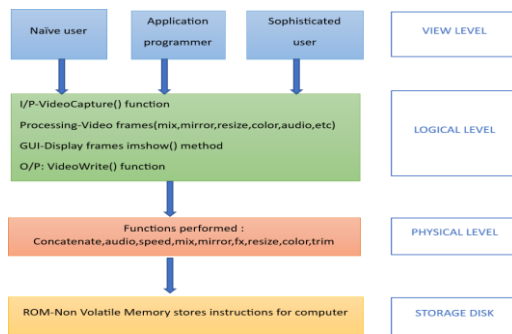 Naïve user
Application
programmer
Sophisticated
user
VIEW LEVEL
I/P-VideoCapture() function
Processing-Video frames(mix,mirror,resize,color,audio,etc)
GUI-Display frames imshow() method
O/P: VideoWrite() function
LOGICAL LEVEL
Functions performed :
Concatenate,audio,speed,mix,mirror,fx,resize,color,trim
PHYSICAL LEVEL
ROM-Non Volatile Memory stores instructions for computer
STORAGE DISK